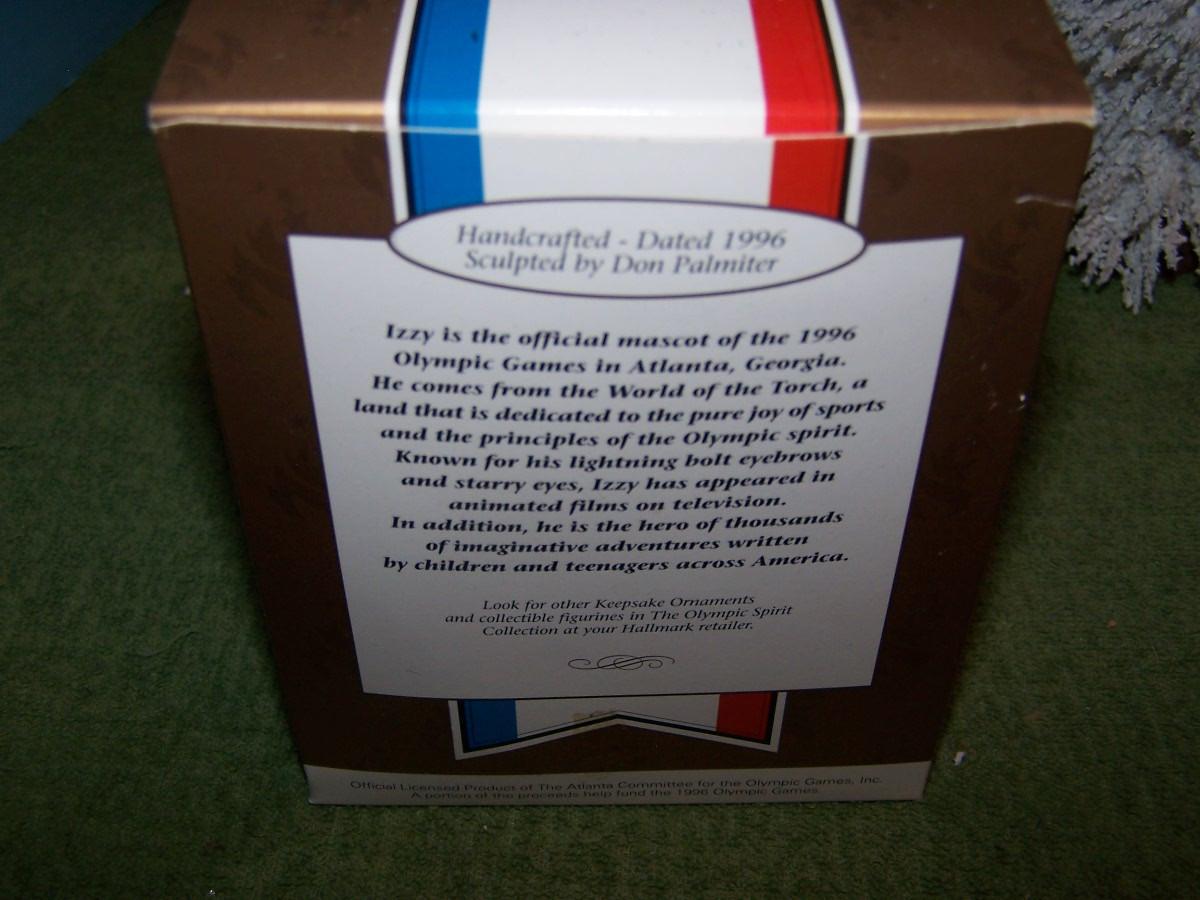 Handcrafted - Dated 1996
Sculpted by Don Palmiter
Izzy is the official mascot of the 1996
Olympic Games in Atlanta, Georgia.
He comes from the World of the Torch, a
land that is dedicated to the pure joy of sports
and the principles of the Olympic spirit.
Known for his lightning bolt eyebrows
and starry eyes, Izzy has appeared in
animated films on television.
In addition, he is the hero of thousands
of imaginative adventures written
by children and teenagers across America.
Look for other Keepsake Ornaments
and collectible figurines in The Olympic Spirit
Collection at your Hallmark retailer.
Official Licensed Product of The Atlanta Committee for the Olympic Games, Inc.
A portion of the proceeds help fund the 1996 Olympic Games.